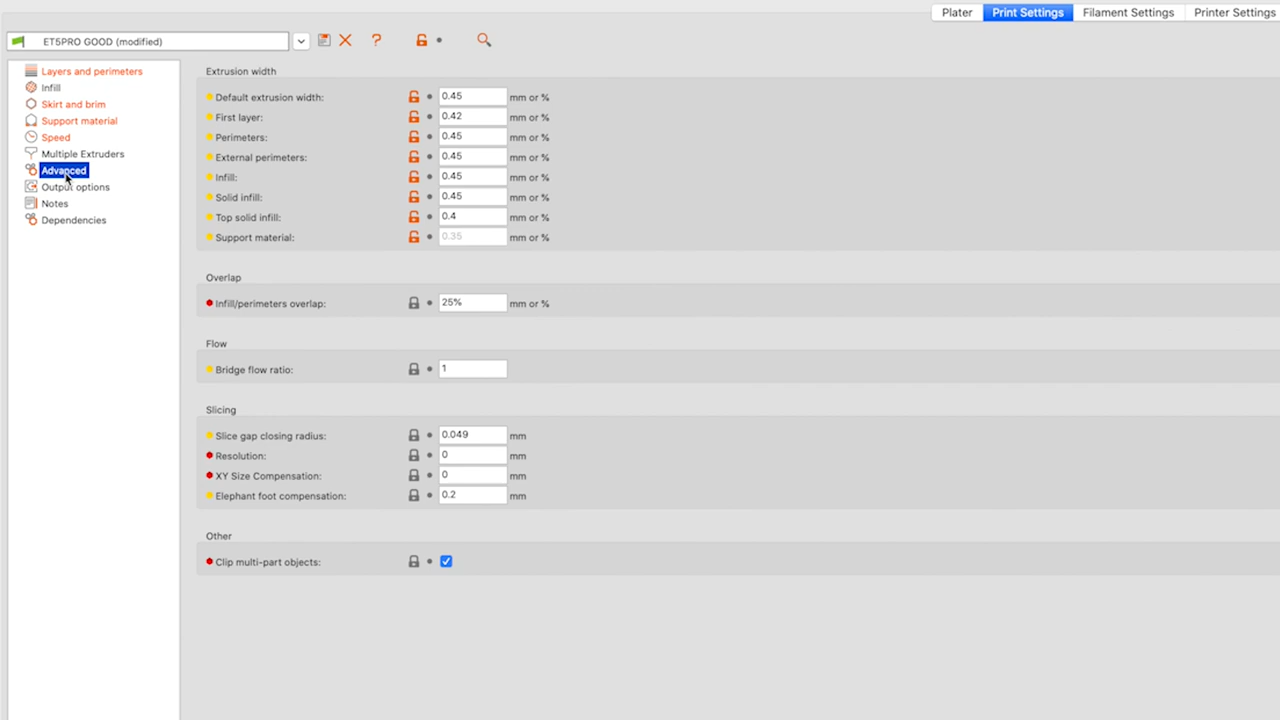 Plater Print Settings Filament Settings Printer Settings
ET5PRO GOOD (modified)
?
Layers and perimeters
Infill
Skirt and brim
Support material
Speed
Multiple Extruders
Advanced
Output options
Notes
Dependencies
Extrusion width
Default extrusion width: 0.45 mm or %
First layer: 0.42 mm or %
Perimeters: 0.45 mm or %
External perimeters: 0.45 mm or %
Infill: 0.45 mm or %
Solid infill: 0.45 mm or %
Top solid infill: 0.4 mm or %
Support material: 0.35 mm or %
Overlap
Infill/perimeters overlap: 25% mm or %
Flow
Bridge flow ratio: 1
Slicing
Slice gap closing radius: 0.049 mm
Resolution: 0 mm
XY Size Compensation: 0 mm
Elephant foot compensation: 0.2 mm
Other
Clip multi-part objects: